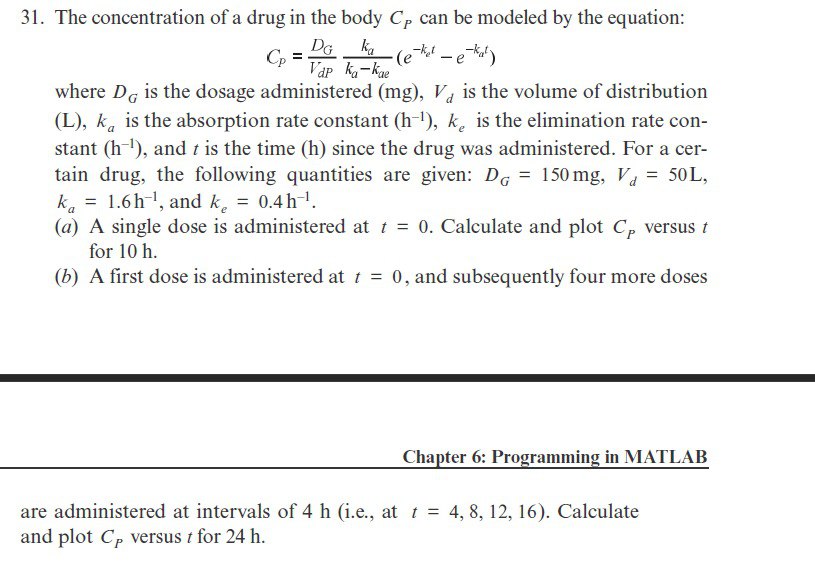 31. The concentration of a drug in the body C_P can be modeled by the equation:
C_P = \frac{D_G}{V_{dP}} \frac{k_a}{k_a - k_{ae}} (e^{-k_e t} - e^{-k_a t})
where D_G is the dosage administered (mg), V_d is the volume of distribution
(L), k_a is the absorption rate constant (h⁻¹), k_e is the elimination rate con-
stant (h⁻¹), and t is the time (h) since the drug was administered. For a cer-
tain drug, the following quantities are given: D_G = 150 mg, V_d = 50 L,
k_a = 1.6 h⁻¹, and k_e = 0.4 h⁻¹.
(a) A single dose is administered at t = 0. Calculate and plot C_P versus t
for 10 h.
(b) A first dose is administered at t = 0, and subsequently four more doses
Chapter 6: Programming in MATLAB
are administered at intervals of 4 h (i.e., at t = 4, 8, 12, 16). Calculate
and plot C_P versus t for 24 h.